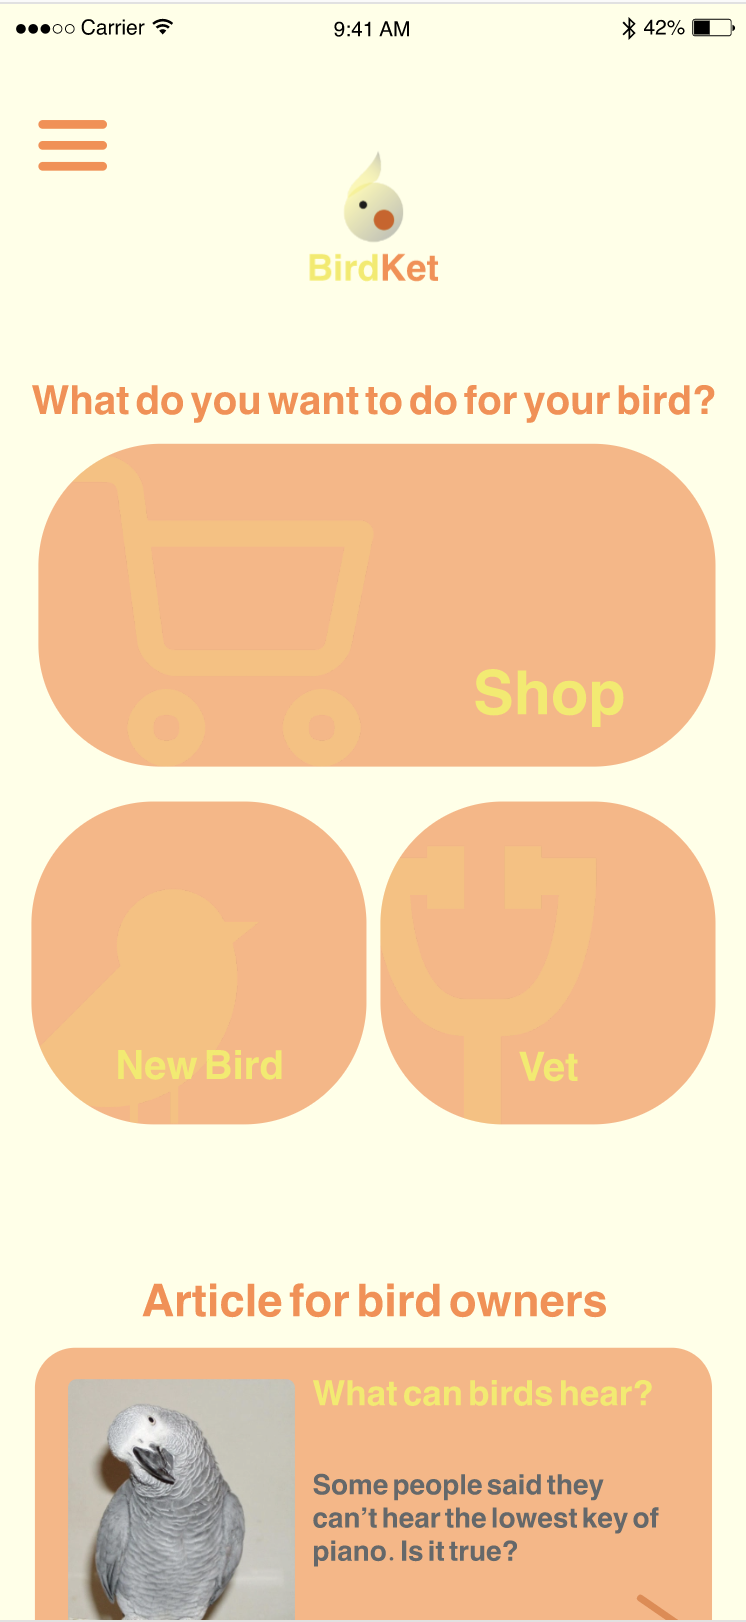 Carrier 9:41 AM 42%
BirdKet
What do you want to do for your bird?
Shop
New Bird Vet
Article for bird owners
What can birds hear?
Some people said they
can't hear the lowest key of
piano. Is it true?